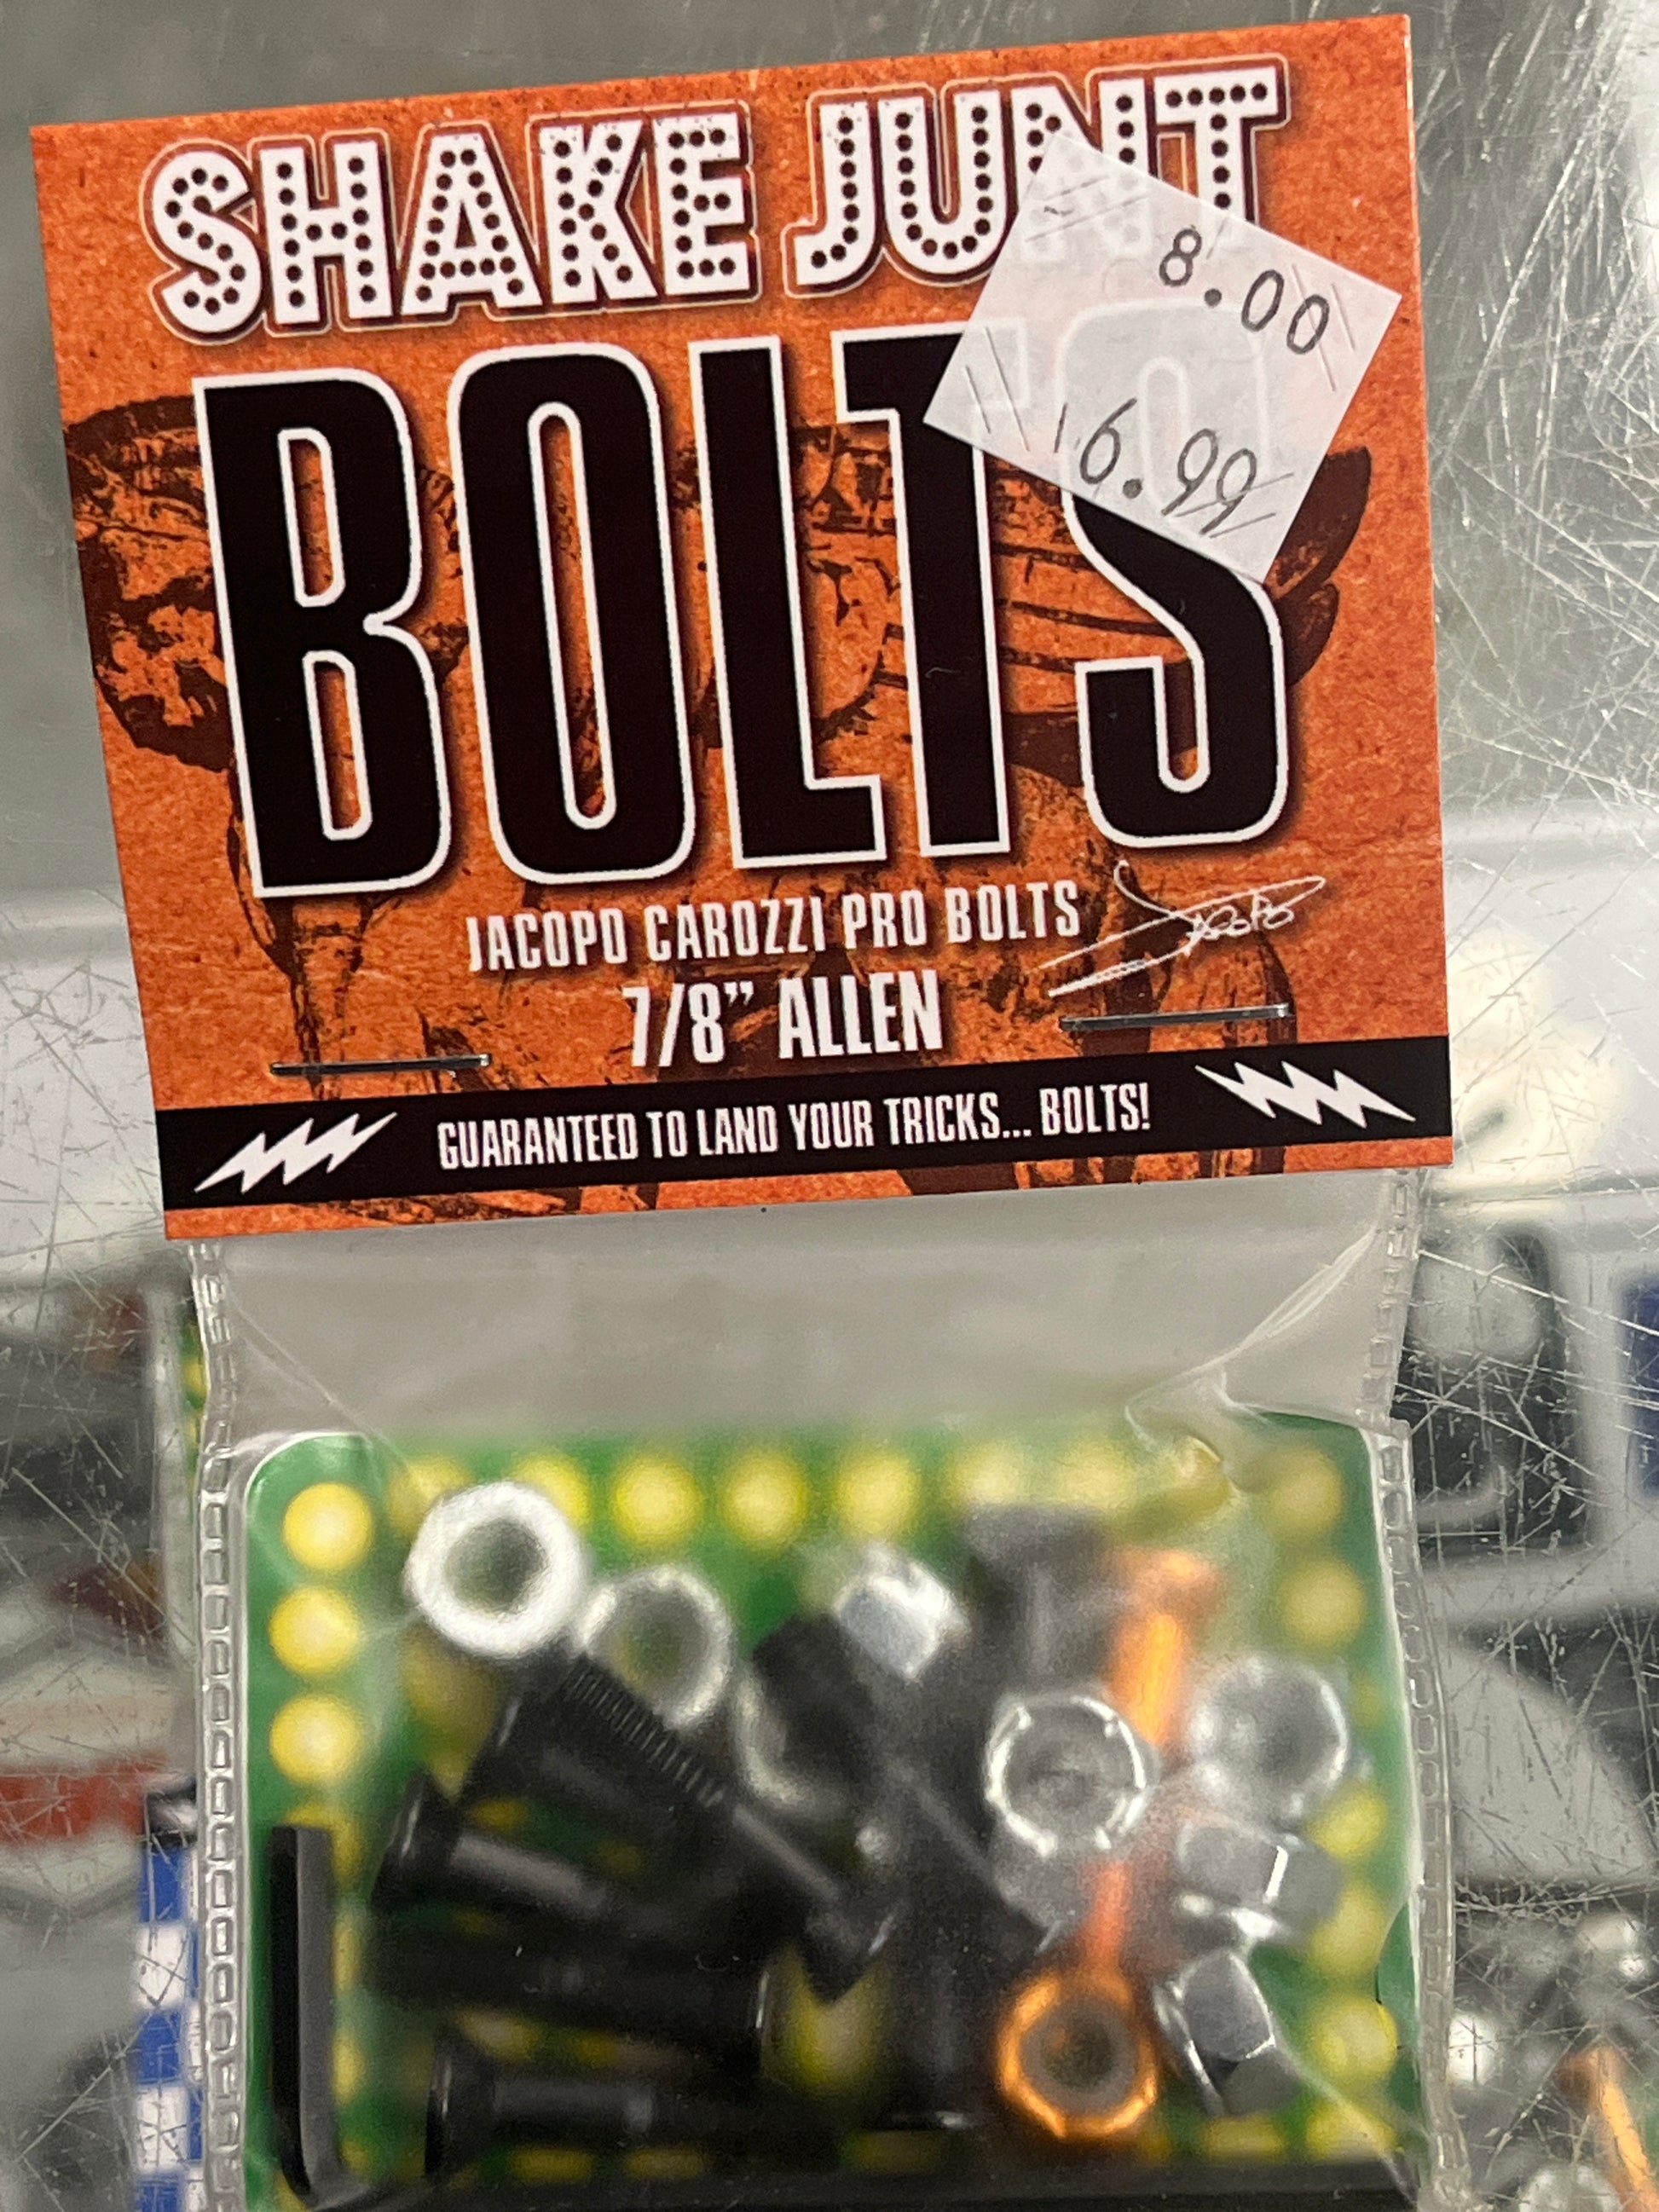 SHAKE JUNT
8.00
6.99
BOLTS
JACOPO CAROZZI PRO BOLTS
Jacopo
7/8” ALLEN
GUARANTEED TO LAND YOUR TRICKS... BOLTS!